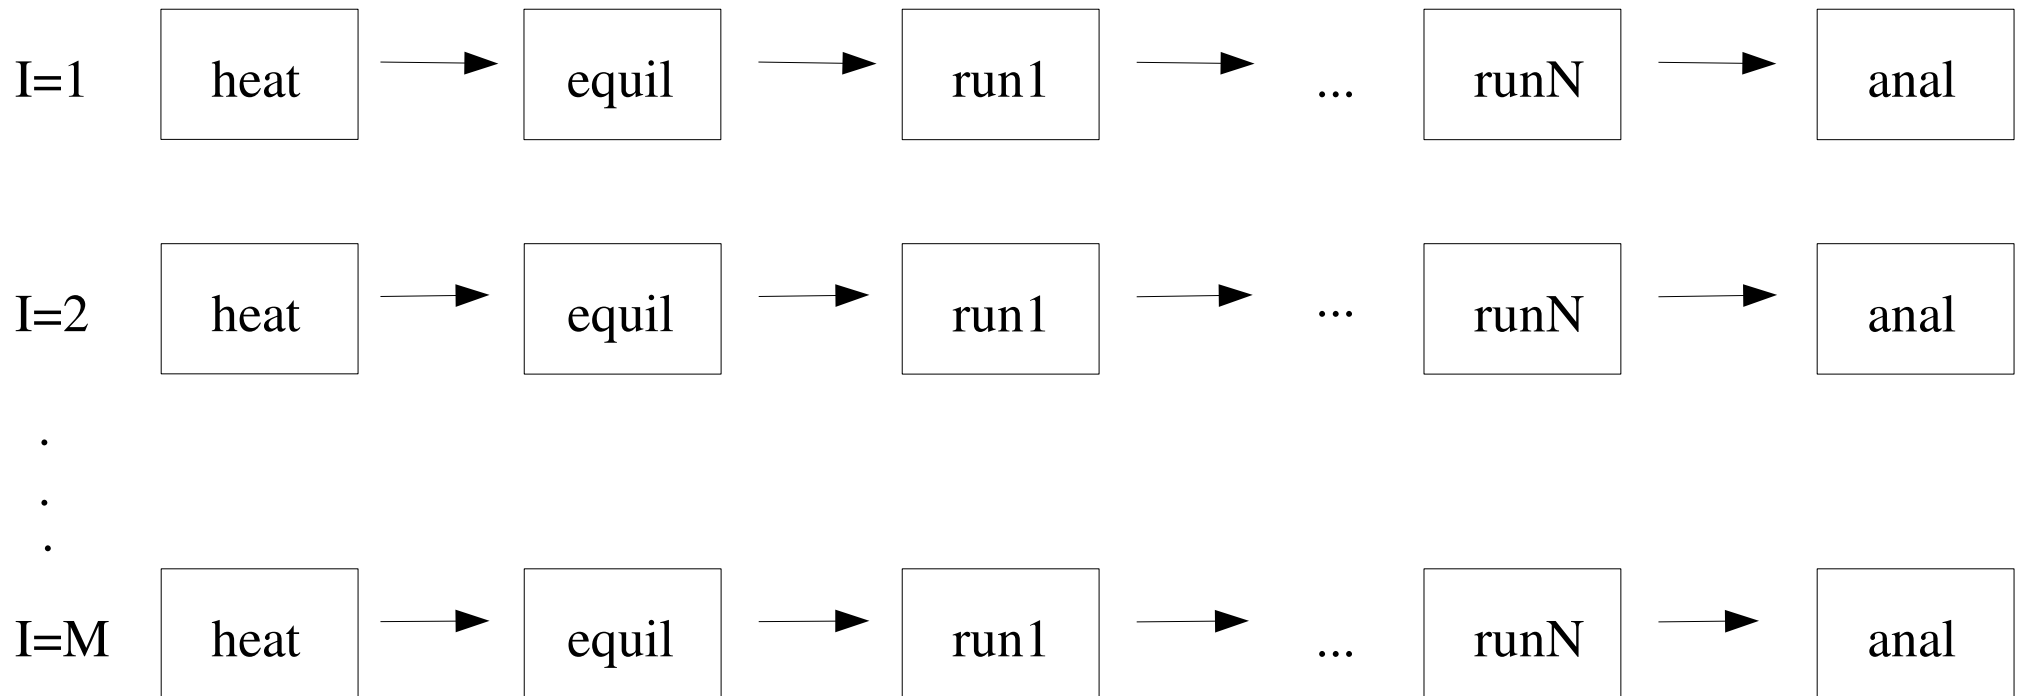 I=1 heat equil run1 ... runN anal
I=2 heat equil run1 ... runN anal
.
.
.
I=M heat equil run1 ... runN anal